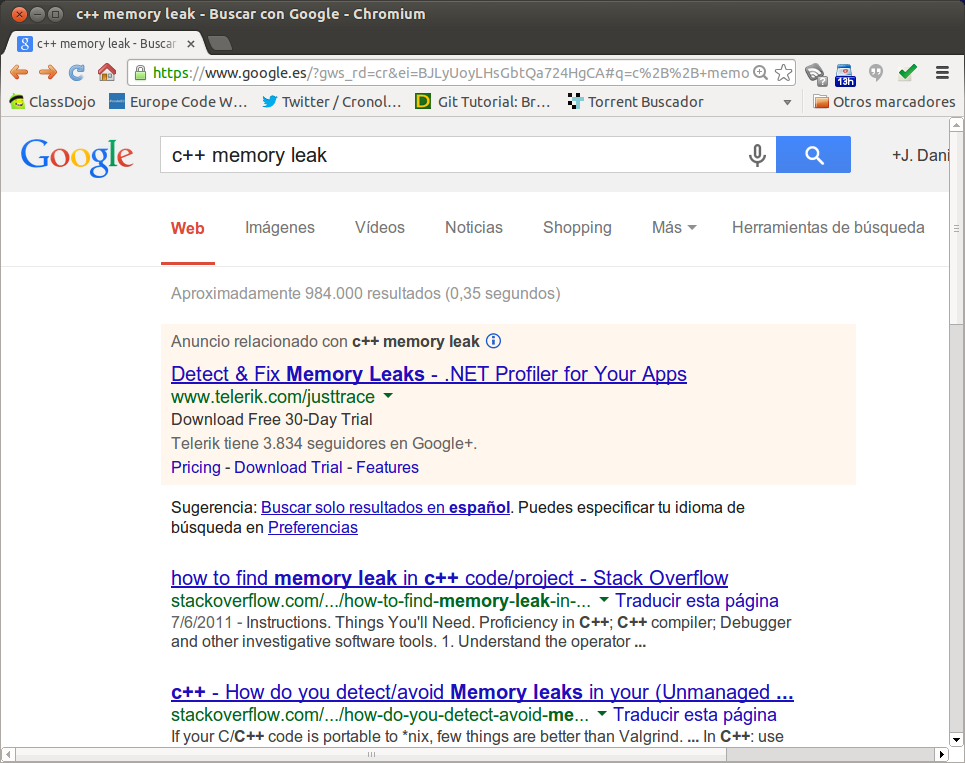 c++ memory leak - Buscar con Google - Chromium
c++ memory leak - Buscar
https://www.google.es/?gws_rd=cr&ei=BJLyUoyLHsGbtQa724HgCA#q=c%2B%2B+memo
13h
ClassDojo Europe Code W... Twitter / Cronol... Git Tutorial: Br... Torrent Buscador Otros marcadores
Google c++ memory leak +J. Dani
Web Imágenes Vídeos Noticias Shopping Más Herramientas de búsqueda
Aproximadamente 984.000 resultados (0,35 segundos)
Anuncio relacionado con c++ memory leak
Detect & Fix Memory Leaks - .NET Profiler for Your Apps
www.telerik.com/justtrace
Download Free 30-Day Trial
Telerik tiene 3.834 seguidores en Google+.
Pricing - Download Trial - Features
Sugerencia: Buscar solo resultados en español. Puedes especificar tu idioma de
búsqueda en Preferencias
how to find memory leak in c++ code/project - Stack Overflow
stackoverflow.com/.../how-to-find-memory-leak-in-... Traducir esta página
7/6/2011 - Instructions. Things You'll Need. Proficiency in C++; C++ compiler; Debugger
and other investigative software tools. 1. Understand the operator ...
c++ - How do you detect/avoid Memory leaks in your (Unmanaged ...
stackoverflow.com/.../how-do-you-detect-avoid-me... Traducir esta página
If your C/C++ code is portable to *nix, few things are better than Valgrind. ... In C++: use